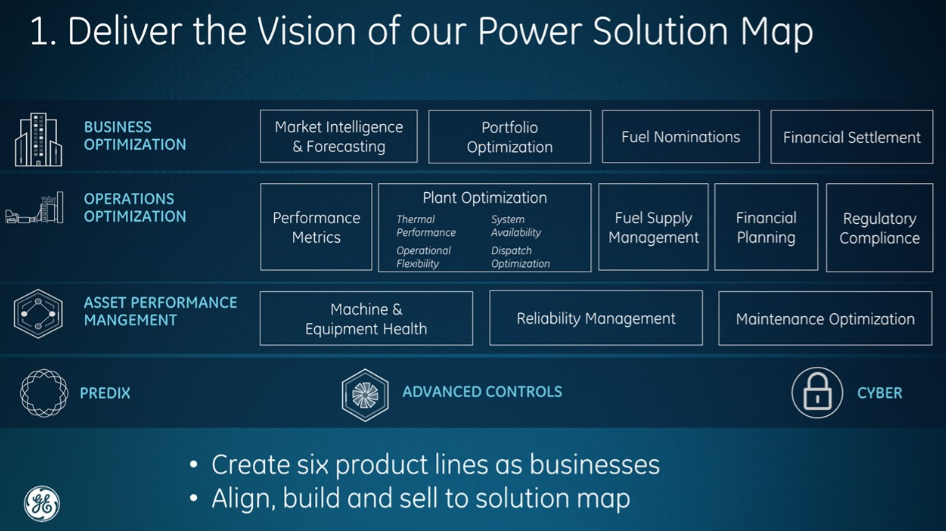 1. Deliver the Vision of our Power Solution Map
BUSINESS
OPTIMIZATION
Market Intelligence
& Forecasting
Portfolio
Optimization
Fuel Nominations
Financial Settlement
OPERATIONS
OPTIMIZATION
Performance
Metrics
Plant Optimization
Thermal
Performance
System
Availability
Operational
Flexibility
Dispatch
Optimization
Fuel Supply
Management
Financial
Planning
Regulatory
Compliance
ASSET PERFORMANCE
MANGEMENT
Machine &
Equipment Health
Reliability Management
Maintenance Optimization
PREDIX
ADVANCED CONTROLS
CYBER
• Create six product lines as businesses
• Align, build and sell to solution map
GE